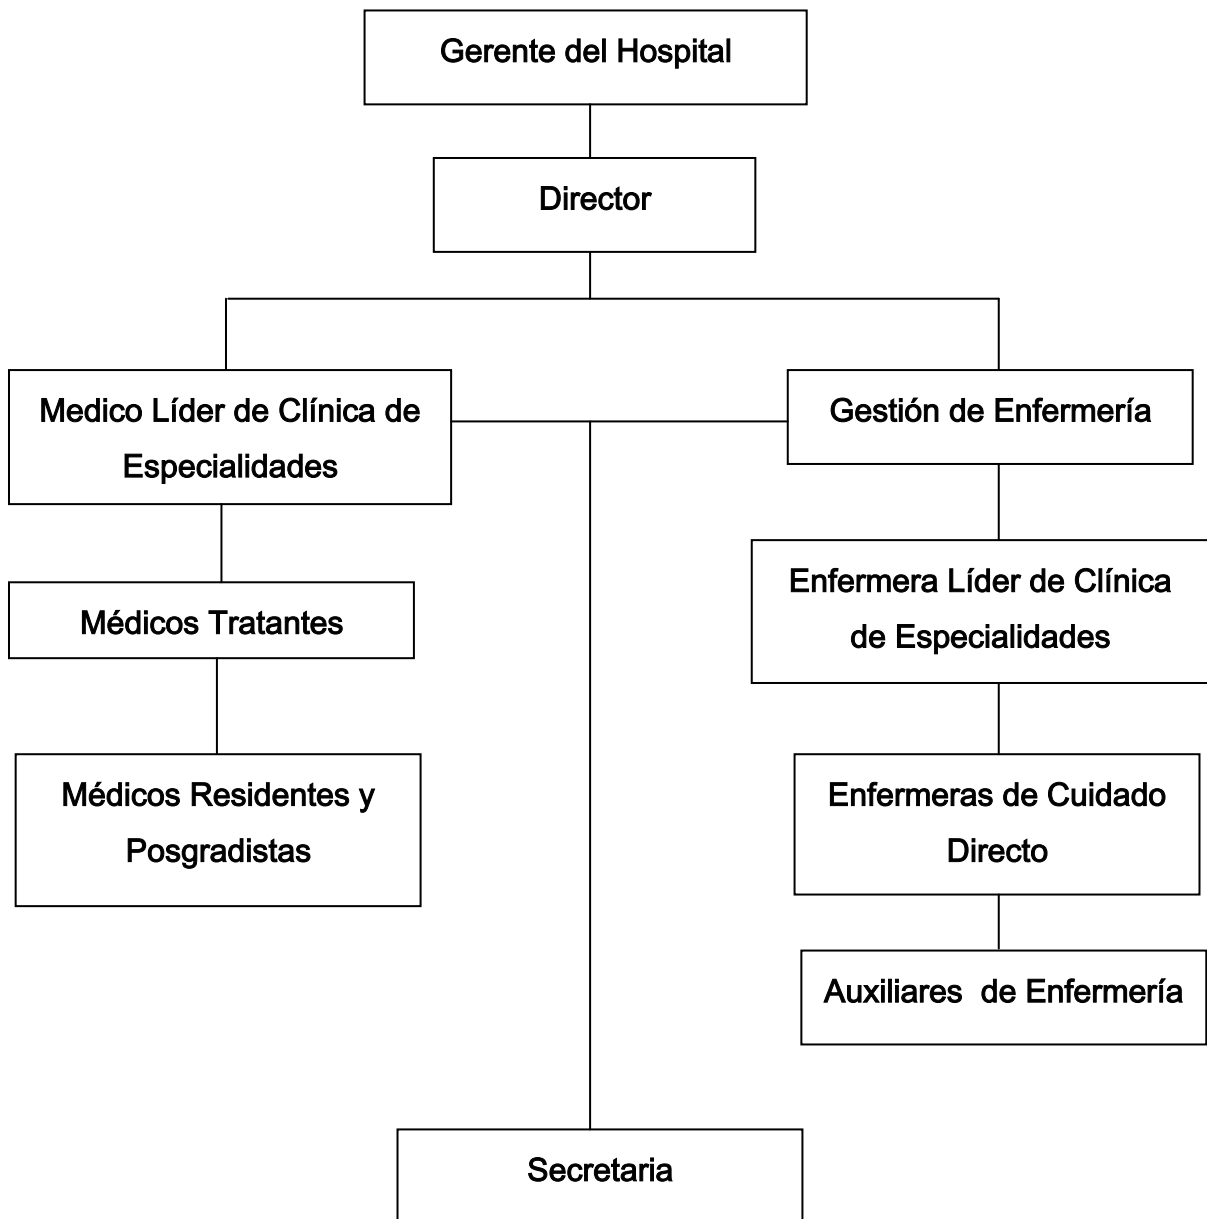 Gerente del Hospital
Director
Medico Líder de Clínica de
Especialidades
Gestión de Enfermería
Médicos Tratantes
Enfermera Líder de Clínica
de Especialidades
Médicos Residentes y
Posgradistas
Enfermeras de Cuidado
Directo
Auxiliares  de Enfermería
Secretaria